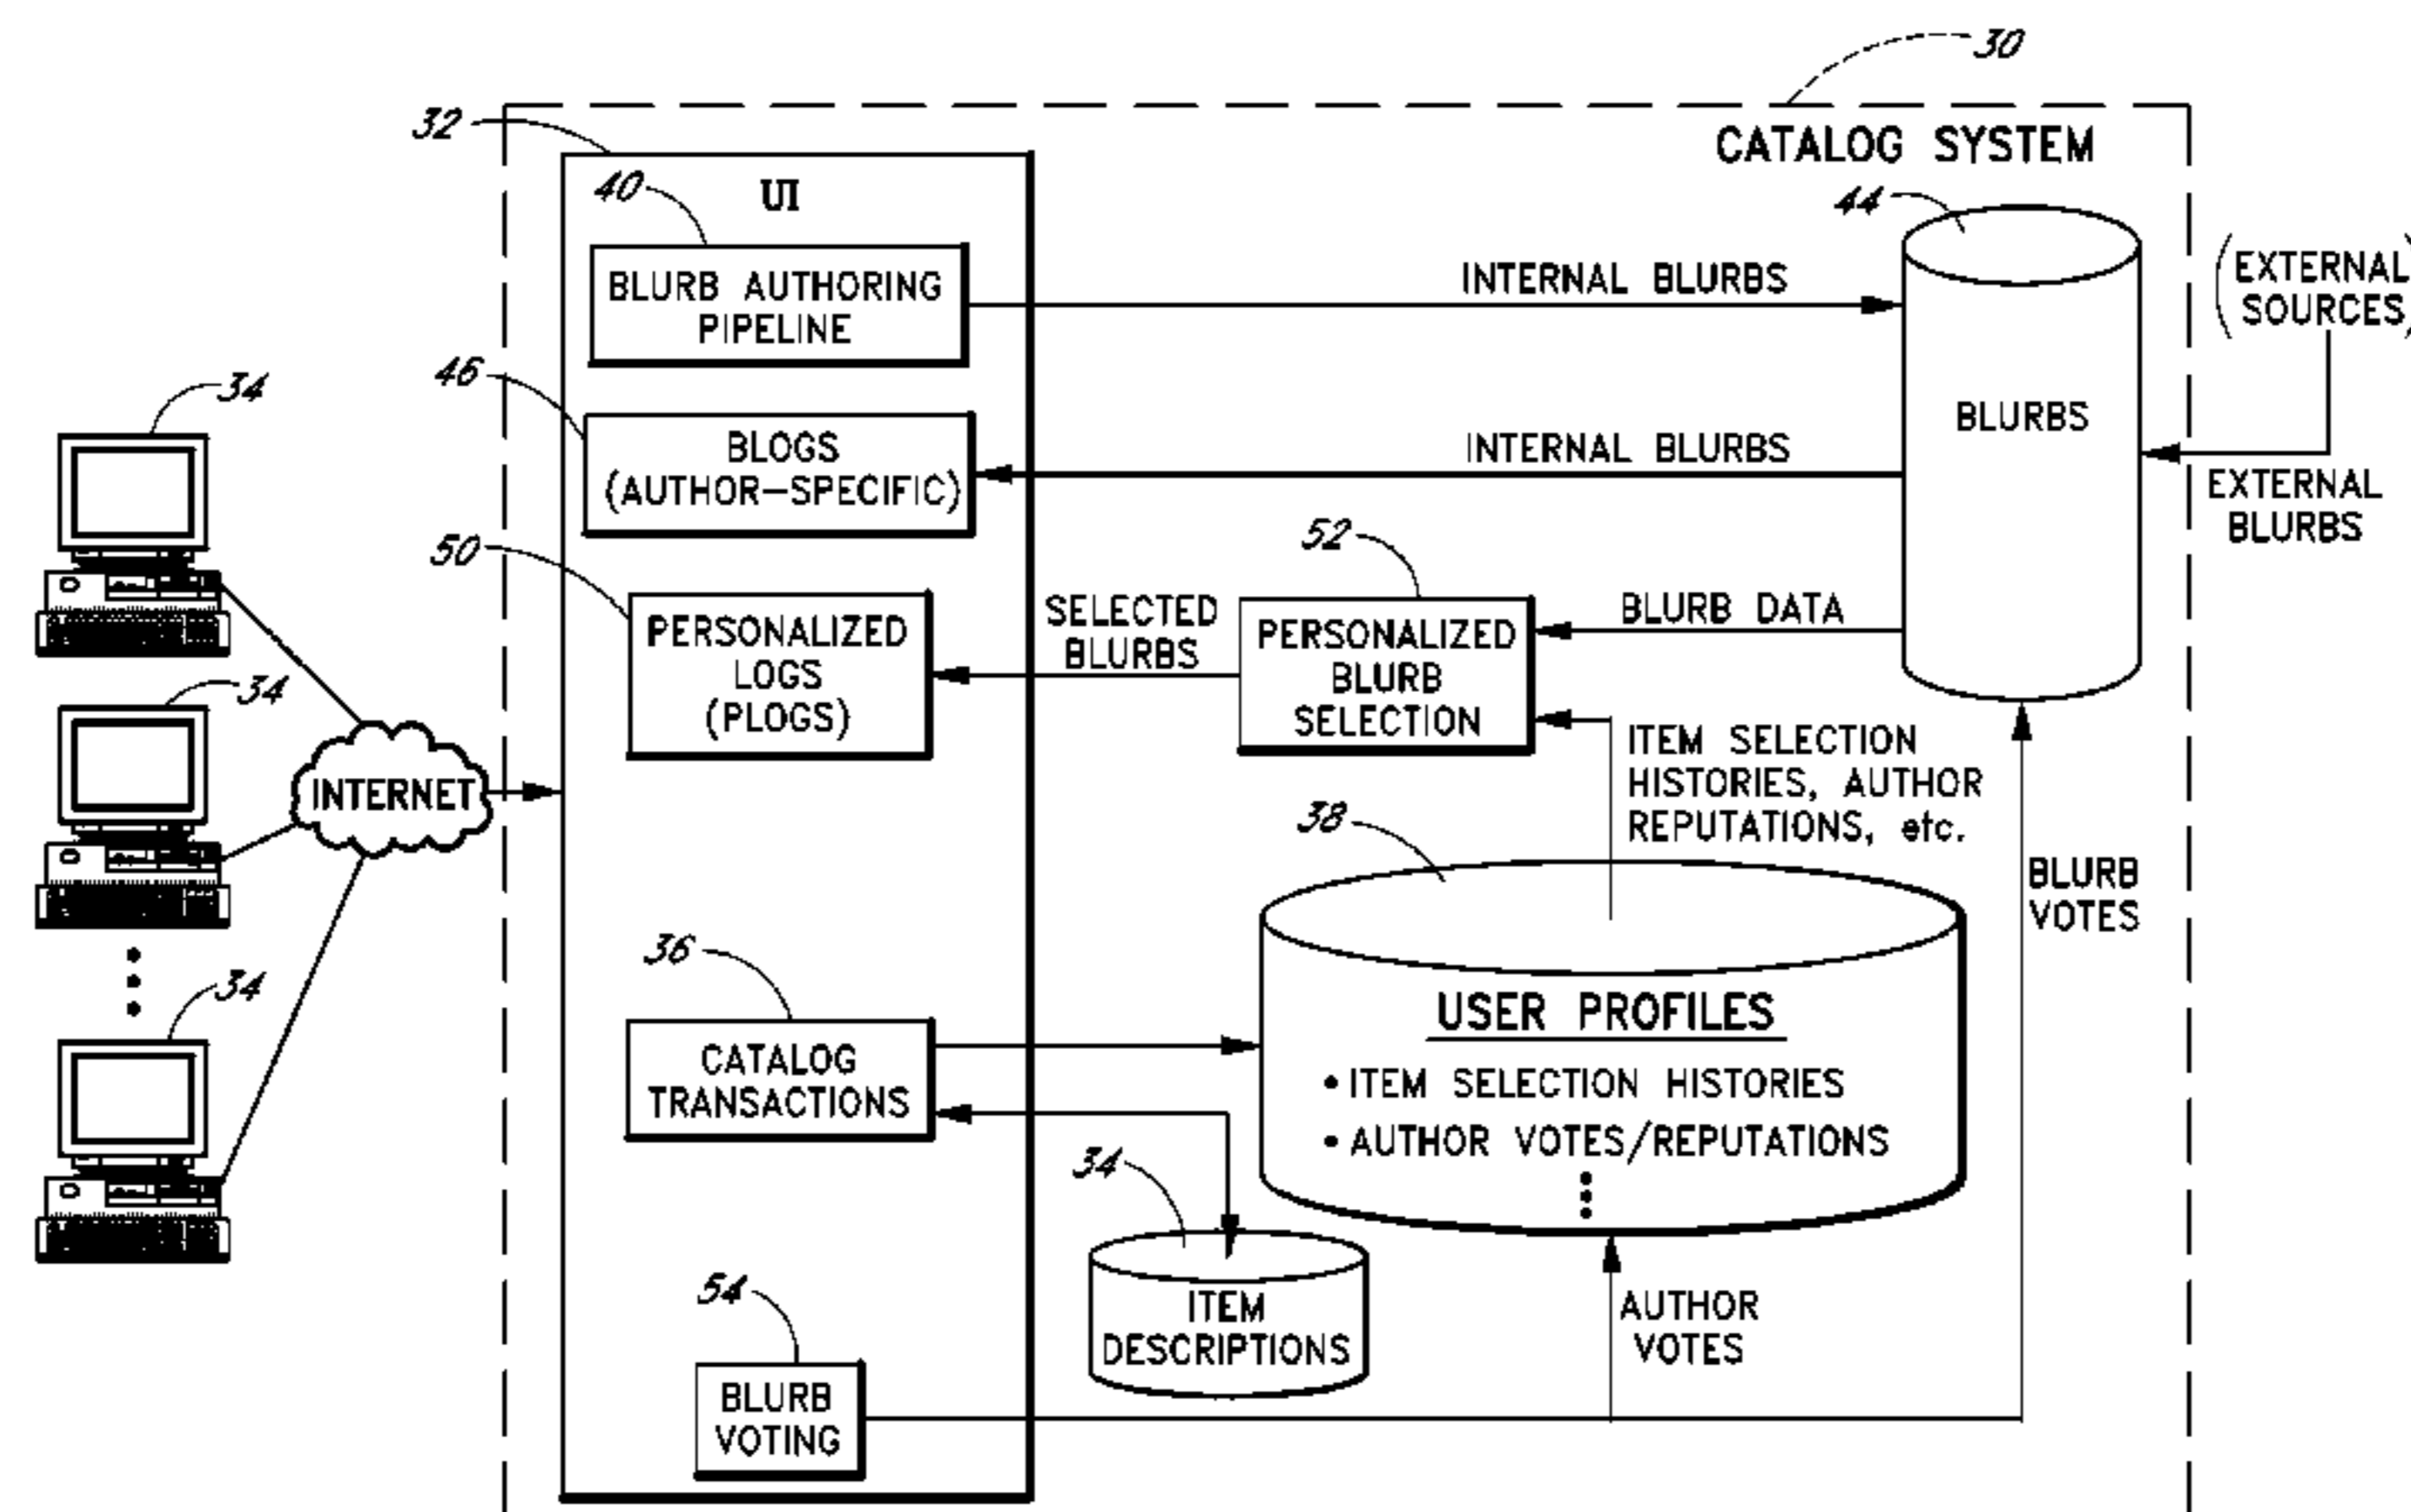 30
32
CATALOG SYSTEM
40
UI
44
BLURB AUTHORING
PIPELINE
INTERNAL BLURBS
(EXTERNAL
SOURCES)
46
34
BLOGS
(AUTHOR-SPECIFIC)
INTERNAL BLURBS
BLURBS
EXTERNAL
BLURBS
50
52
PERSONALIZED
LOGS
(PLOGS)
SELECTED
BLURBS
PERSONALIZED
BLURB
SELECTION
BLURB DATA
34
INTERNET
ITEM SELECTION
HISTORIES, AUTHOR
REPUTATIONS, etc.
38
BLURB
VOTES
36
34
CATALOG
TRANSACTIONS
USER PROFILES
• ITEM SELECTION HISTORIES
• AUTHOR VOTES/REPUTATIONS
34
ITEM
DESCRIPTIONS
AUTHOR
VOTES
54
BLURB
VOTING